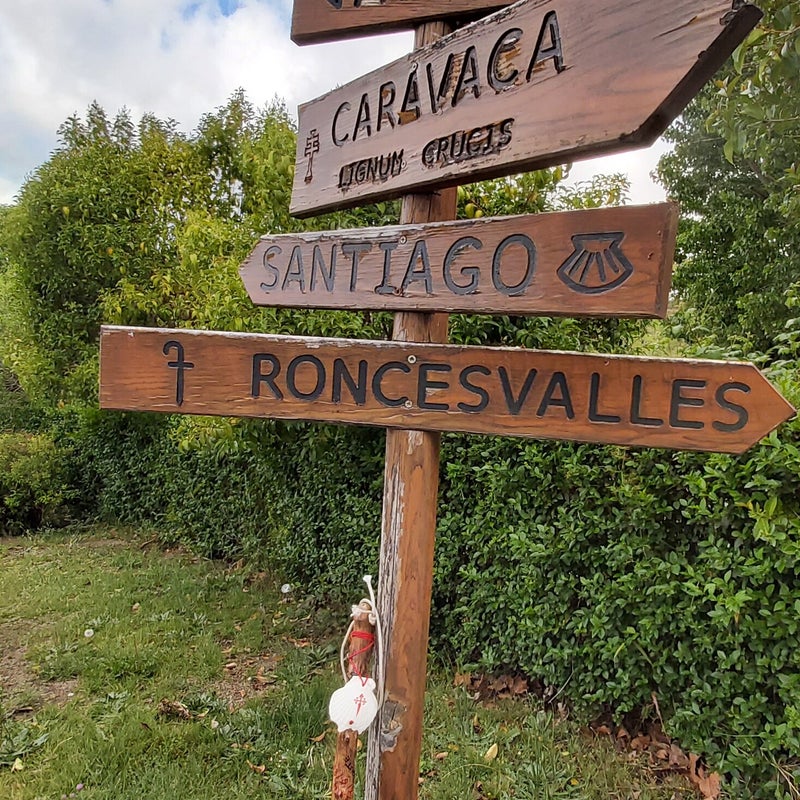 CARAVACA
LIGNUM CRUCIS
SANTIAGO
RONCESVALLES